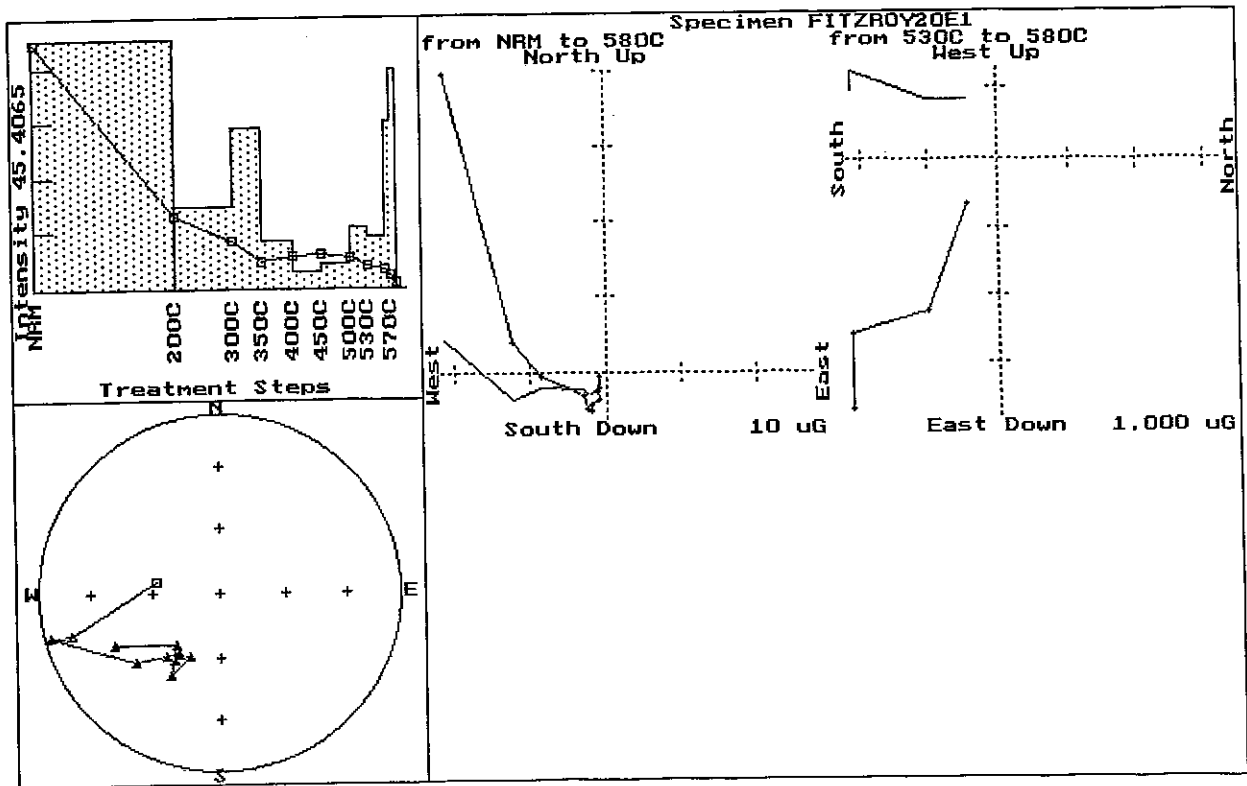 Specimen FITZROY20E1
from NRM to 580C
North Up
from 530C to 580C
West Up
Intensity 45.4065
NRM
200C
300C
350C
400C
450C
500C
530C
570C
Treatment Steps
West
East
South Down
10 uG
South
North
East Down
1,000 uG
N
W
E
S